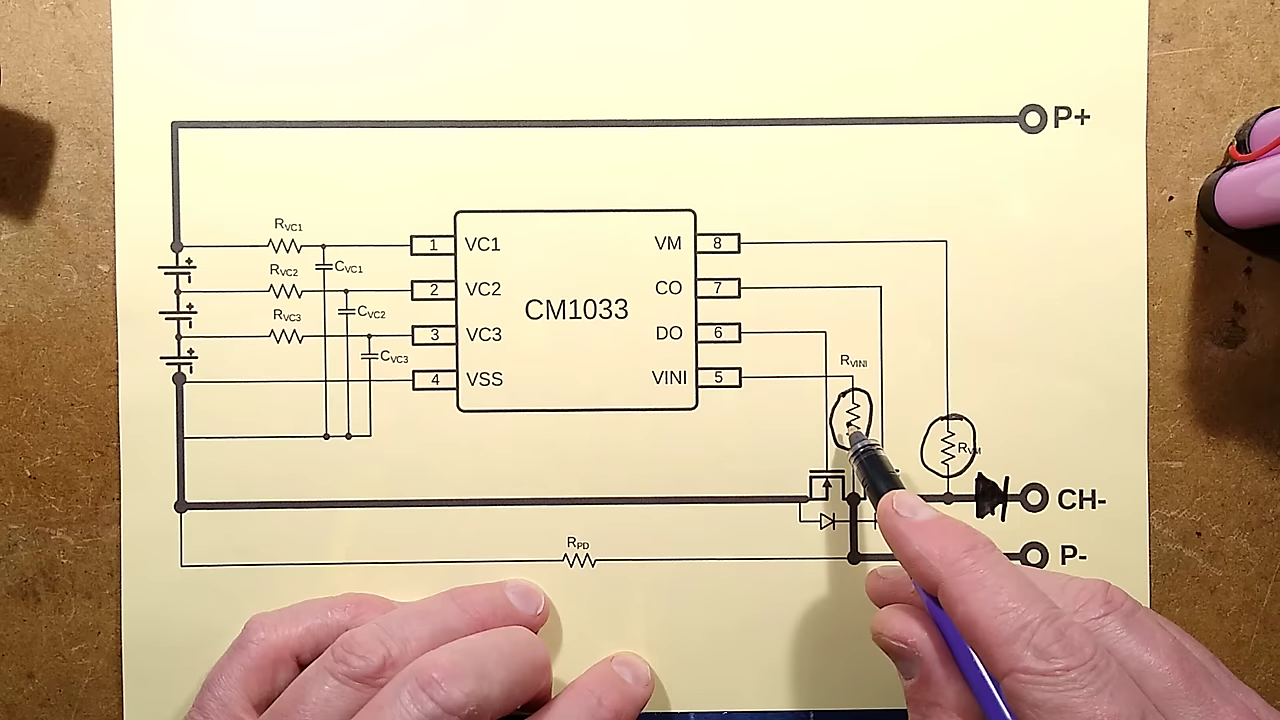 P+
RVC1
1 VC1
CVC1
RVC2
2 VC2
CVC2
RVC3
3 VC3
CVC3
4 VSS
CM1033
VM 8
CO 7
DO 6
VINI 5
RVINI
RVM
CH-
RPD
P-